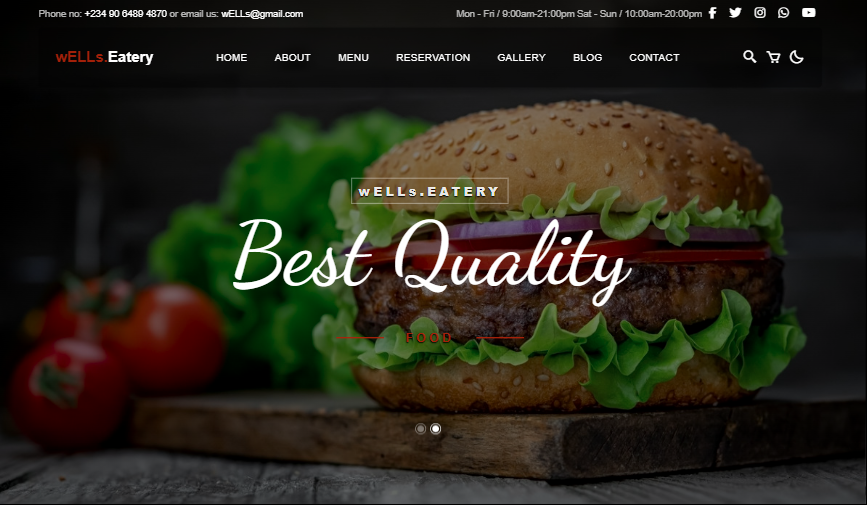 Phone no: +234 90 6489 4870 or email us: wELLs@gmail.com
Mon - Fri / 9:00am-21:00pm Sat - Sun / 10:00am-20:00pm
wELLs.Eatery
HOME ABOUT MENU RESERVATION GALLERY BLOG CONTACT
wELLs.EATERY
Best Quality
FOOD